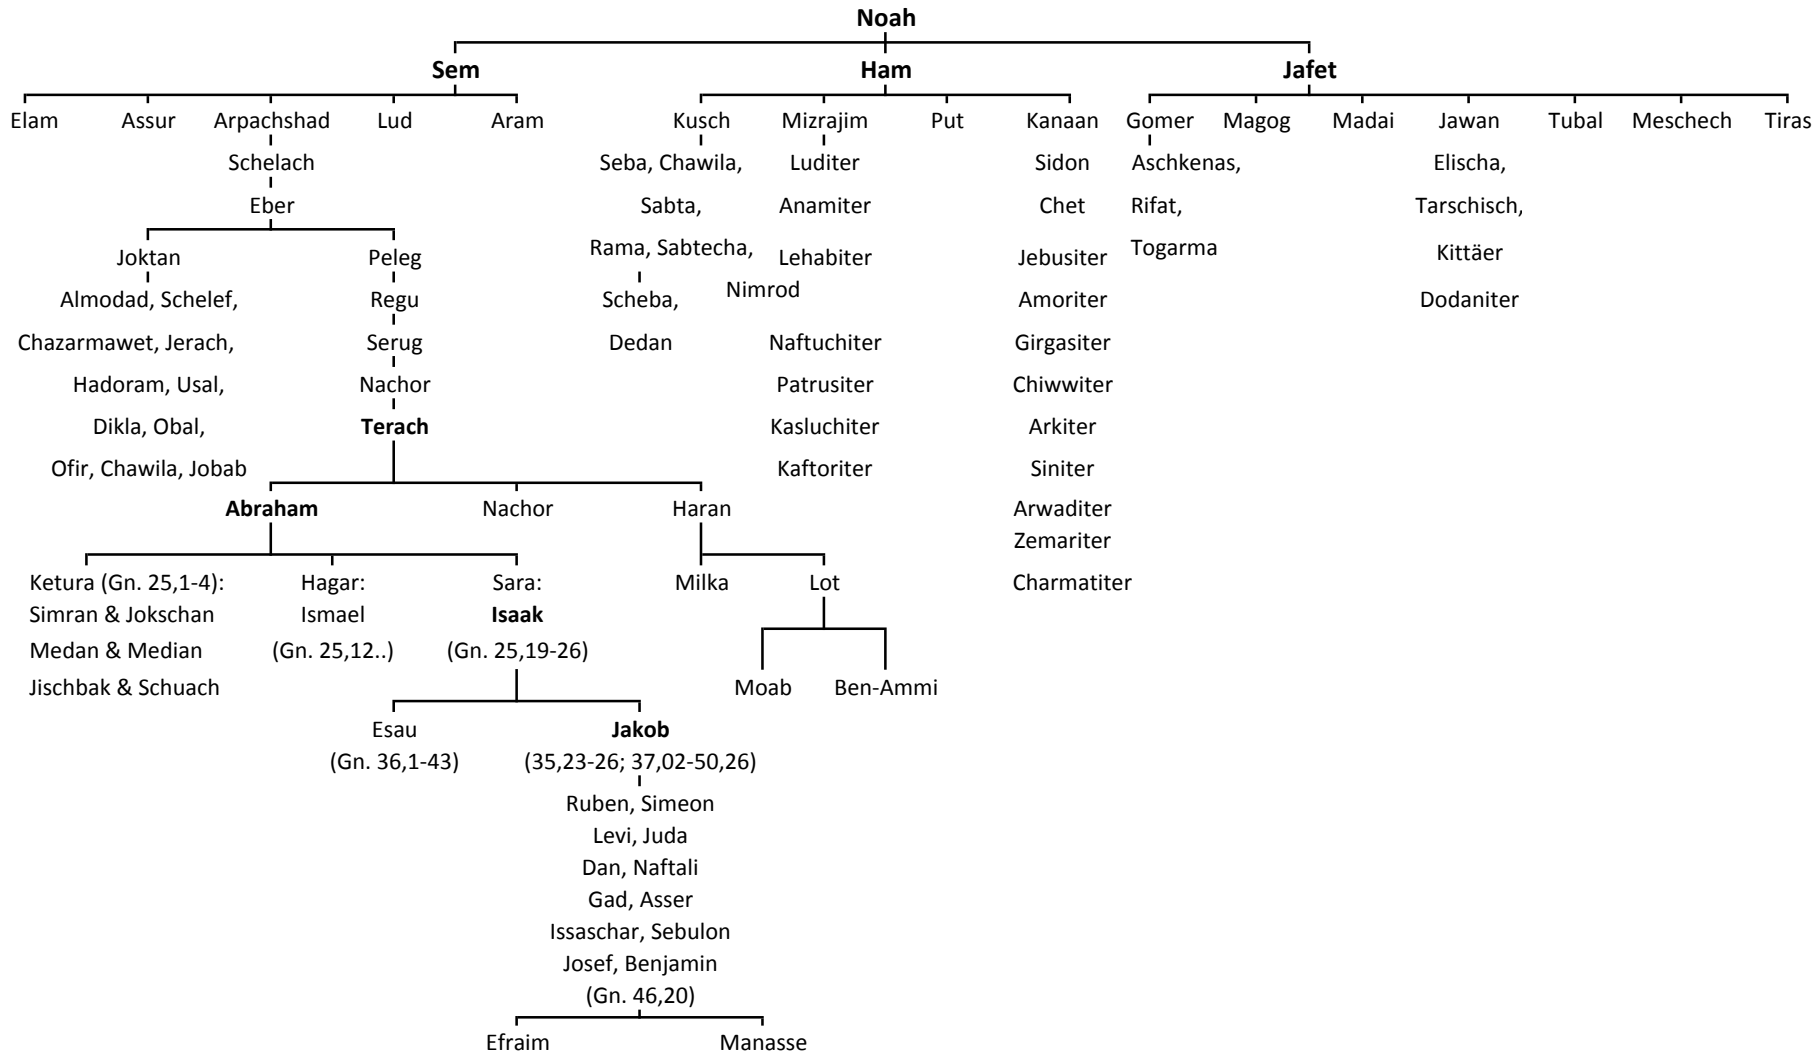 Noah
Sem Ham Jafet
Elam Assur Arpachshad Lud Aram Kusch Mizrajim Put Kanaan Gomer Magog Madai Jawan Tubal Meschech Tiras
Schelach Seba, Chawila, Luditer Sidon Aschkenas, Elischa,
Eber Sabta, Anamiter Chet Rifat, Tarschisch,
Rama, Sabtecha, Togarma
Joktan Peleg Lehabiter Jebusiter Kittäer
Nimrod
Almodad, Schelef, Regu Scheba, Amoriter Dodaniter
Chazarmawet, Jerach, Serug Dedan Naftuchiter Girgasiter
Hadoram, Usal, Nachor Patrusiter Chiwwiter
Dikla, Obal, Terach Kasluchiter Arkiter
Ofir, Chawila, Jobab Kaftoriter Siniter
Abraham Nachor Haran Arwaditer
Zemariter
Ketura (Gn. 25,1-4): Hagar: Sara: Milka Lot Charmatiter
Simran & Jokschan Ismael Isaak
Medan & Median (Gn. 25,12..) (Gn. 25,19-26)
Jischbak & Schuach Moab Ben-Ammi
Esau Jakob
(Gn. 36,1-43) (35,23-26; 37,02-50,26)
Ruben, Simeon
Levi, Juda
Dan, Naftali
Gad, Asser
Issaschar, Sebulon
Josef, Benjamin
(Gn. 46,20)
Efraim Manasse